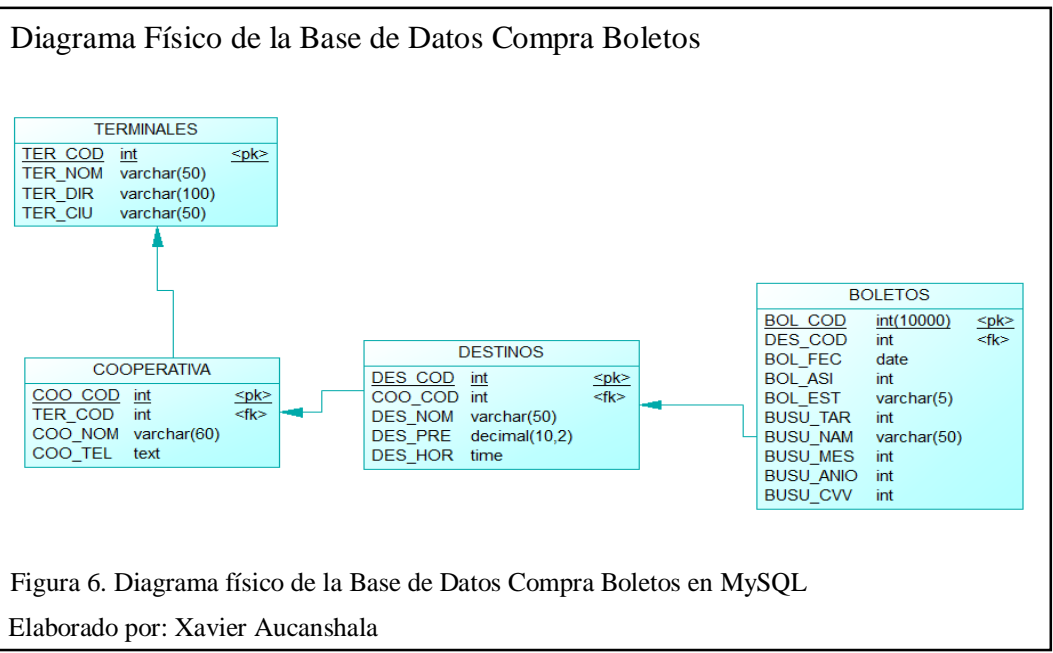 Diagrama Físico de la Base de Datos Compra Boletos
TERMINALES
TER_COD int <pk>
TER_NOM varchar(50)
TER_DIR varchar(100)
TER_CIU varchar(50)
COOPERATIVA
COO_COD int <pk>
TER_COD int <fk>
COO_NOM varchar(60)
COO_TEL text
DESTINOS
DES_COD int <pk>
COO_COD int <fk>
DES_NOM varchar(50)
DES_PRE decimal(10,2)
DES_HOR time
BOLETOS
BOL_COD int(10000) <pk>
DES_COD int <fk>
BOL_FEC date
BOL_ASI int
BOL_EST varchar(5)
BUSU_TAR int
BUSU_NAM varchar(50)
BUSU_MES int
BUSU_ANIO int
BUSU_CVV int
Figura 6. Diagrama físico de la Base de Datos Compra Boletos en MySQL
Elaborado por: Xavier Aucanshala